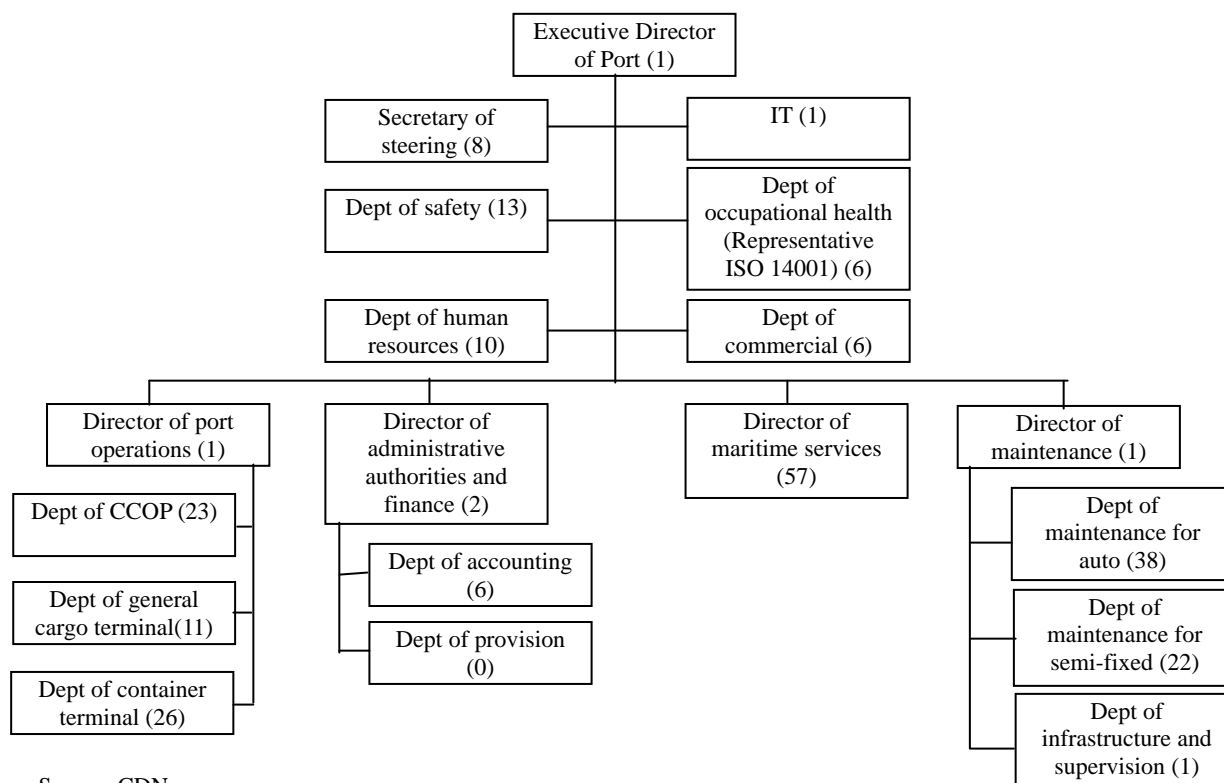 Executive Director
of Port (1)
Secretary of
steering (8)
IT (1)
Dept of safety (13)
Dept of
occupational health
(Representative
ISO 14001) (6)
Dept of human
resources (10)
Dept of
commercial (6)
Director of port
operations (1)
Director of
administrative
authorities and
finance (2)
Director of
maritime services
(57)
Director of
maintenance (1)
Dept of CCOP (23)
Dept of general
cargo terminal(11)
Dept of container
terminal (26)
Dept of accounting
(6)
Dept of provision
(0)
Dept of
maintenance for
auto (38)
Dept of
maintenance for
semi-fixed (22)
Dept of
infrastructure and
supervision (1)